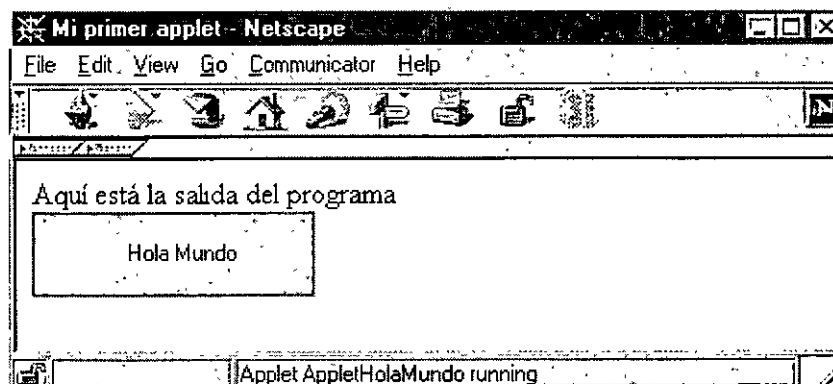 Mi primer applet - Netscape
File Edit View Go Communicator Help
N
Aquí está la salida del programa
Hola Mundo
Applet AppletHolaMundo running